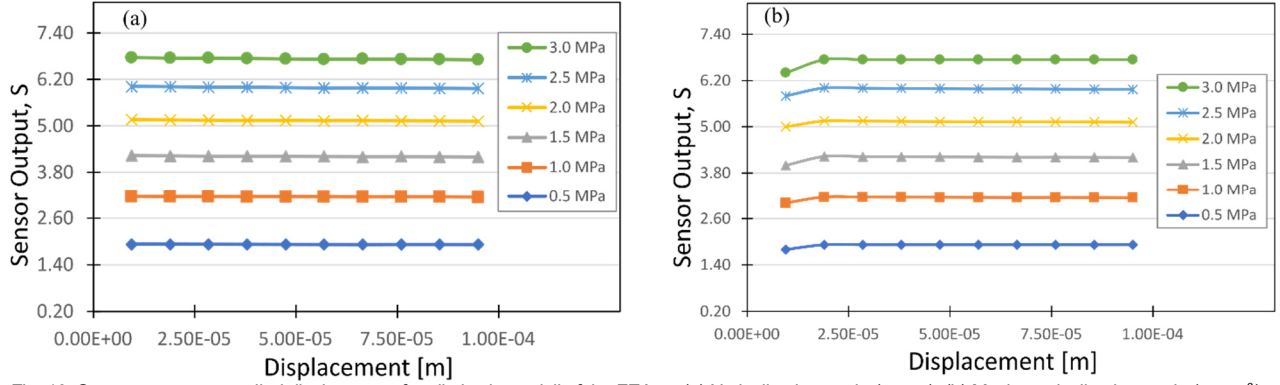 (a)
7.40
6.20
5.00
3.80
2.60
1.40
0.20
Sensor Output, S
0.00E+00 2.50E-05 5.00E-05 7.50E-05 1.00E-04
Displacement [m]
3.0 MPa
2.5 MPa
2.0 MPa
1.5 MPa
1.0 MPa
0.5 MPa
(b)
7.40
6.20
5.00
3.80
2.60
1.40
0.20
Sensor Output, S
0.00E+00 2.50E-05 5.00E-05 7.50E-05 1.00E-04
Displacement [m]
3.0 MPa
2.5 MPa
2.0 MPa
1.5 MPa
1.0 MPa
0.5 MPa